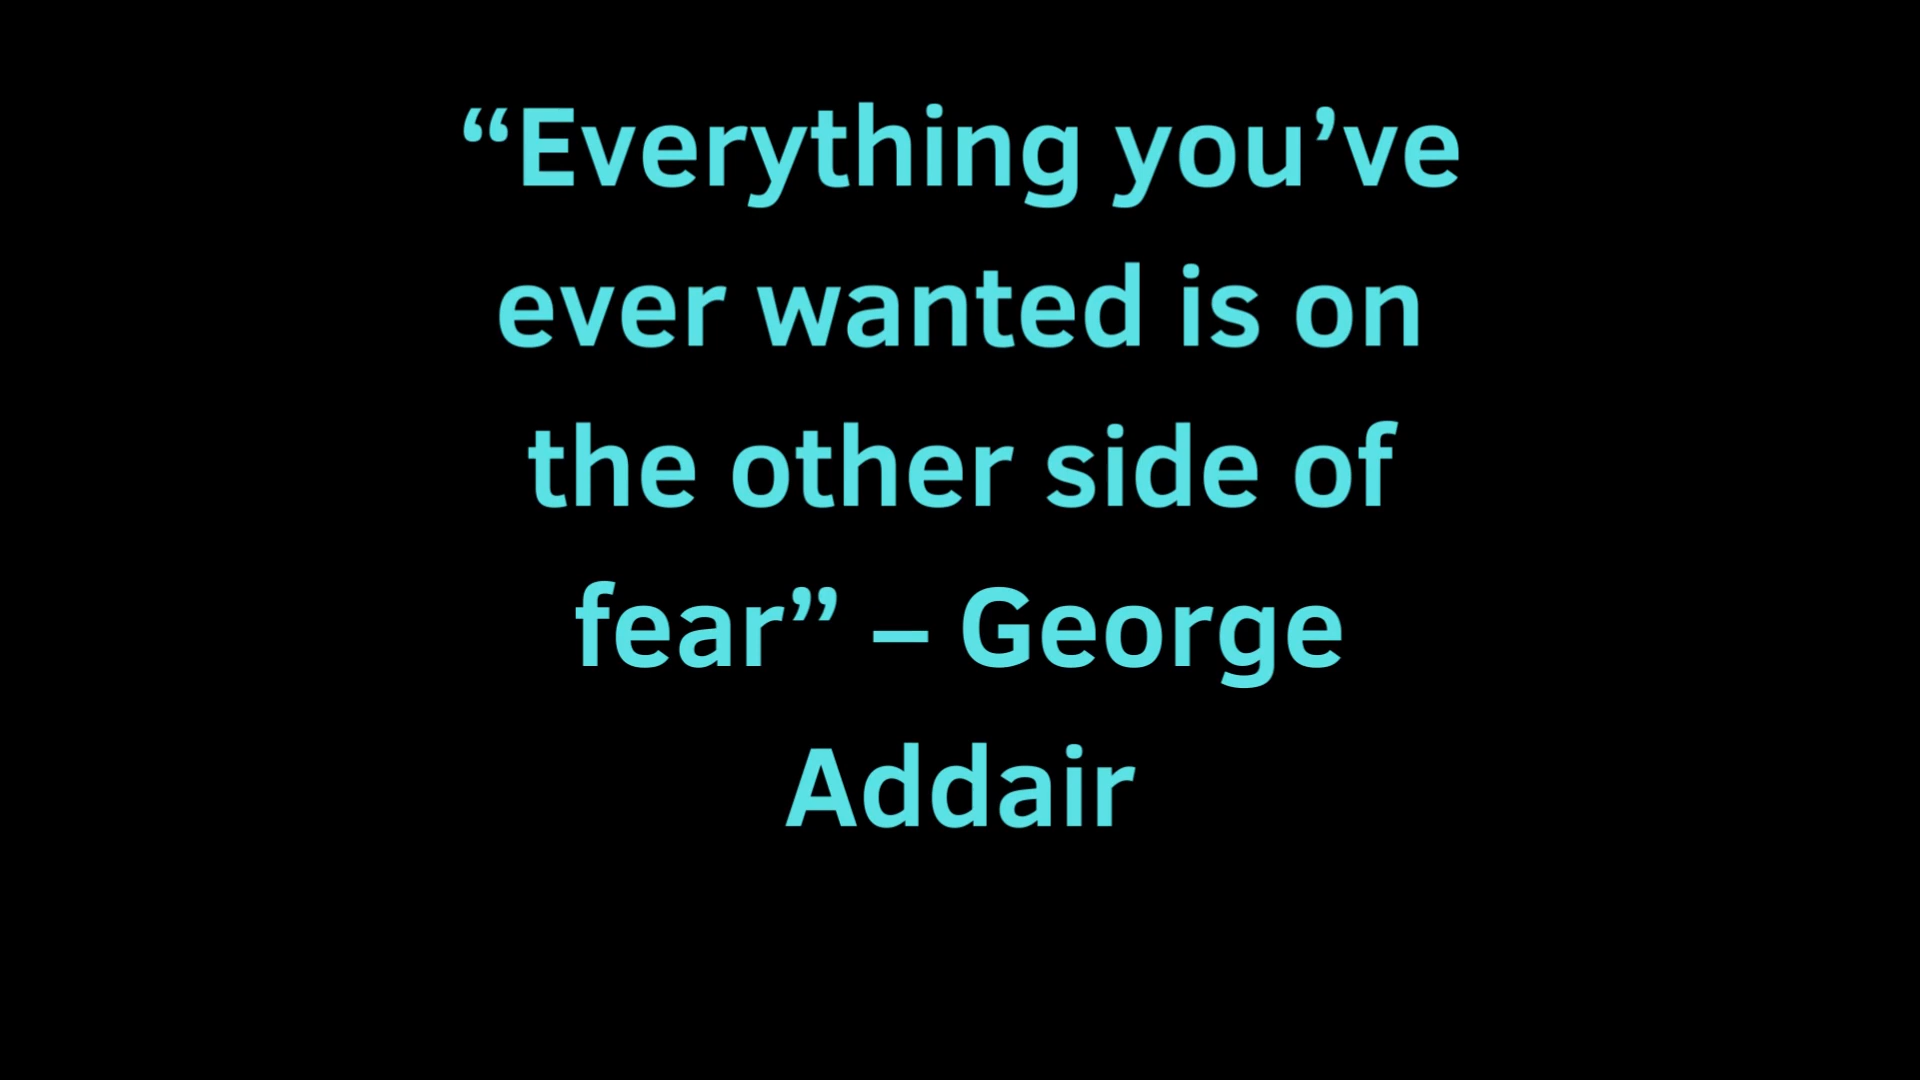 “Everything you’ve
ever wanted is on
the other side of
fear” – George
Addair